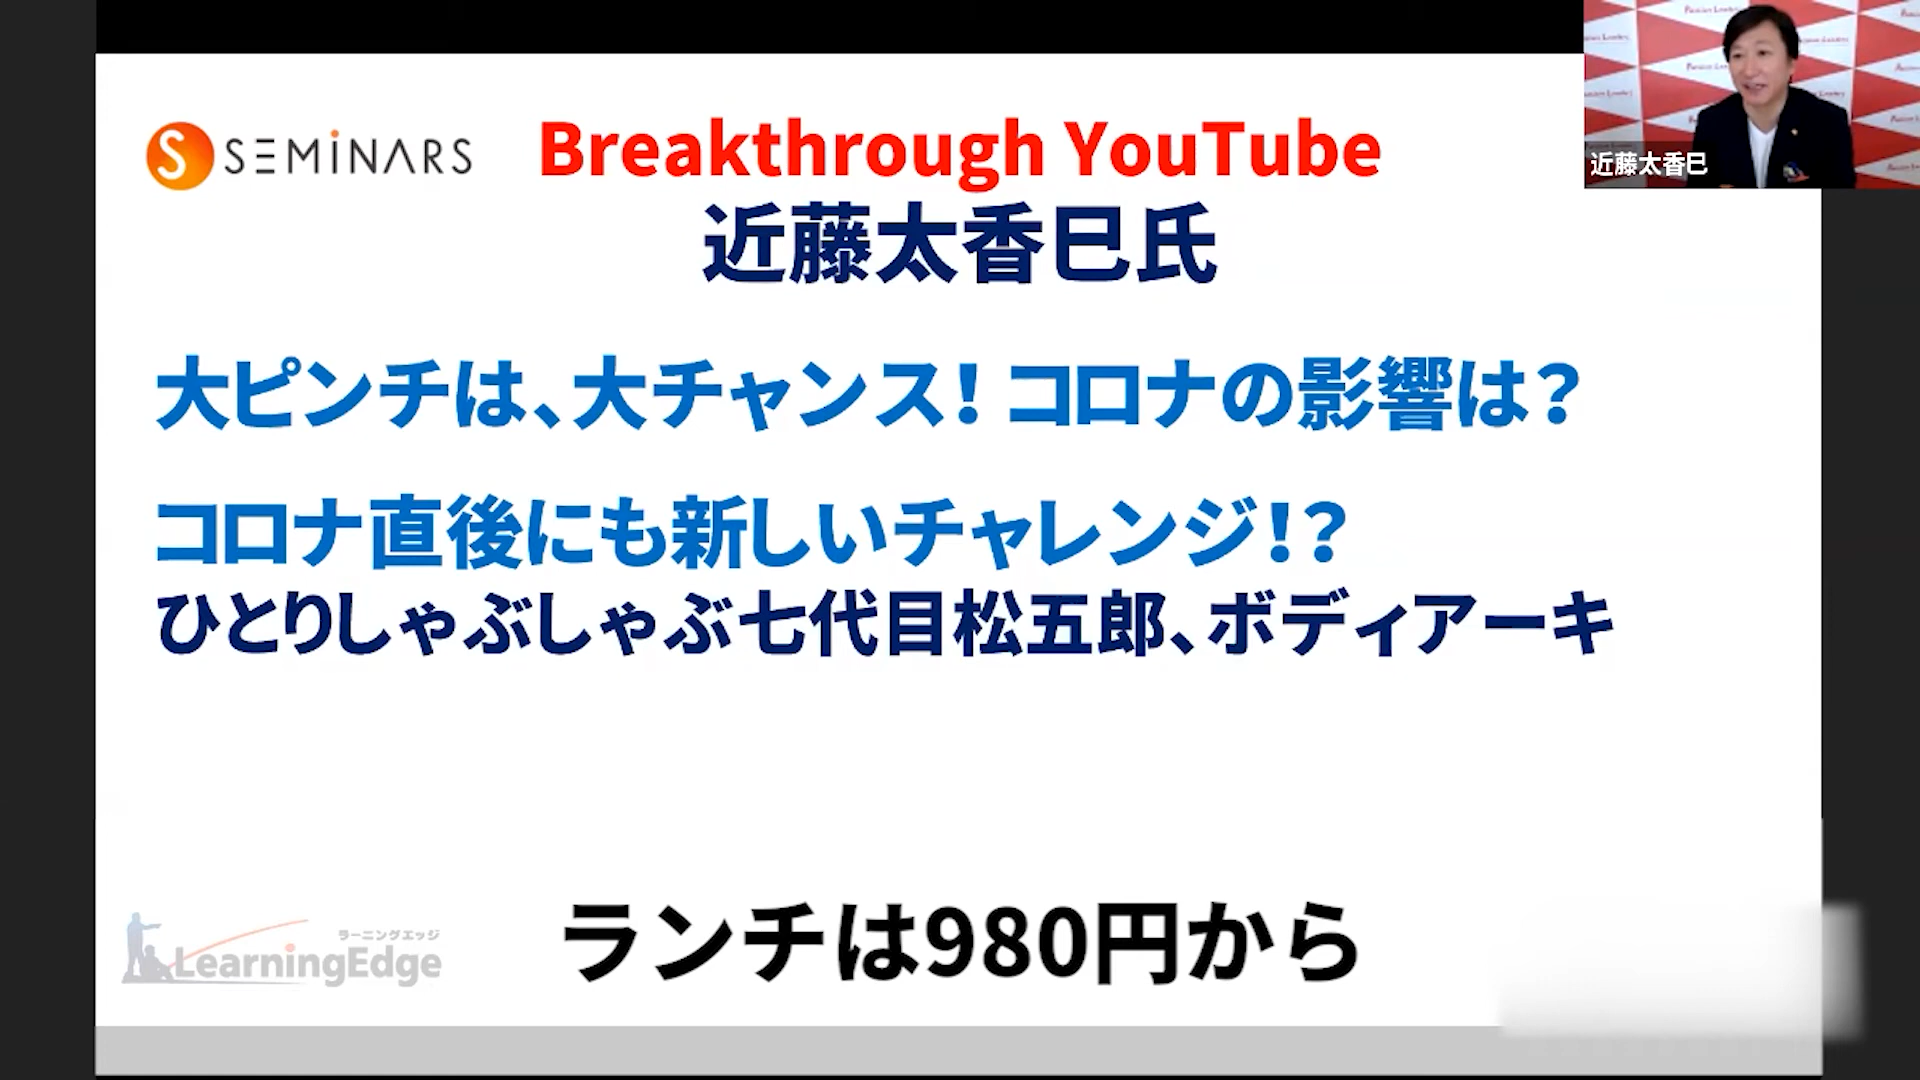 SEMINARS
Breakthrough YouTube
近藤太香巳氏
近藤太香巳
大ピンチは、大チャンス！ コロナの影響は？
コロナ直後にも新しいチャレンジ！？
ひとりしゃぶしゃぶ七代目松五郎、ボディアーキ
ラーニングエッジ
LearningEdge
ランチは980円から